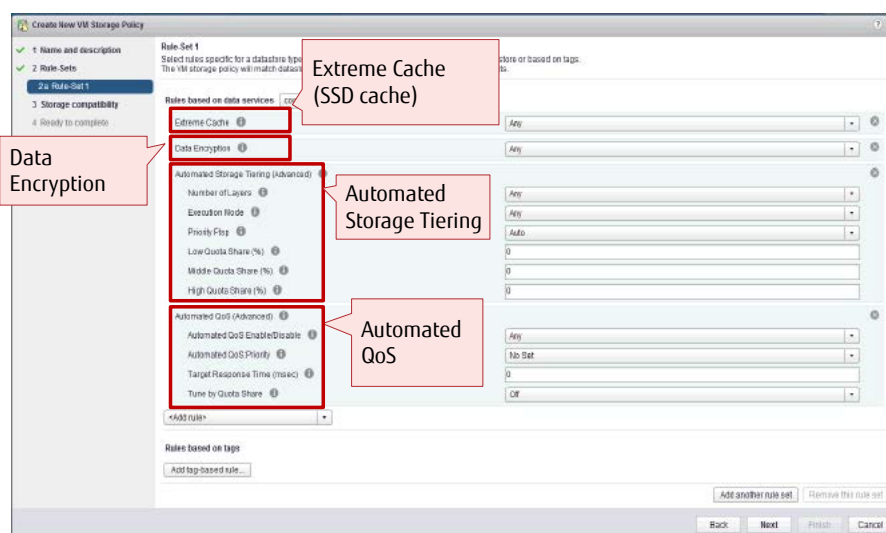 Create New VM Storage Policy
?
1 Name and description
2 Rule-Sets
2a Rule-Set 1
3 Storage compatibility
4 Ready to complete
Rule-Set 1
Select rules specific for a datastore type
store or based on tags.
The VM storage policy will match datast
ts.
Rules based on data services
Extreme Cache
(SSD cache)
Extreme Cache
Any
Data Encryption
Any
Data
Encryption
Automated Storage Tiering (Advanced)
Automated
Storage Tiering
Number of Layers
Any
Execution Mode
Any
Priority Ftrp
Auto
Low Quota Share (%)
0
Middle Quota Share (%)
0
High Quota Share (%)
0
Automated QoS (Advanced)
Automated
QoS
Automated QoS Enable/Disable
Any
Automated QoS Priority
No Set
Target Response Time (msec)
0
Tune by Quota Share
Off
<Add rule>
Rules based on tags
Add tag-based rule...
Add another rule set
Remove this rule set
Back
Next
Finish
Cancel